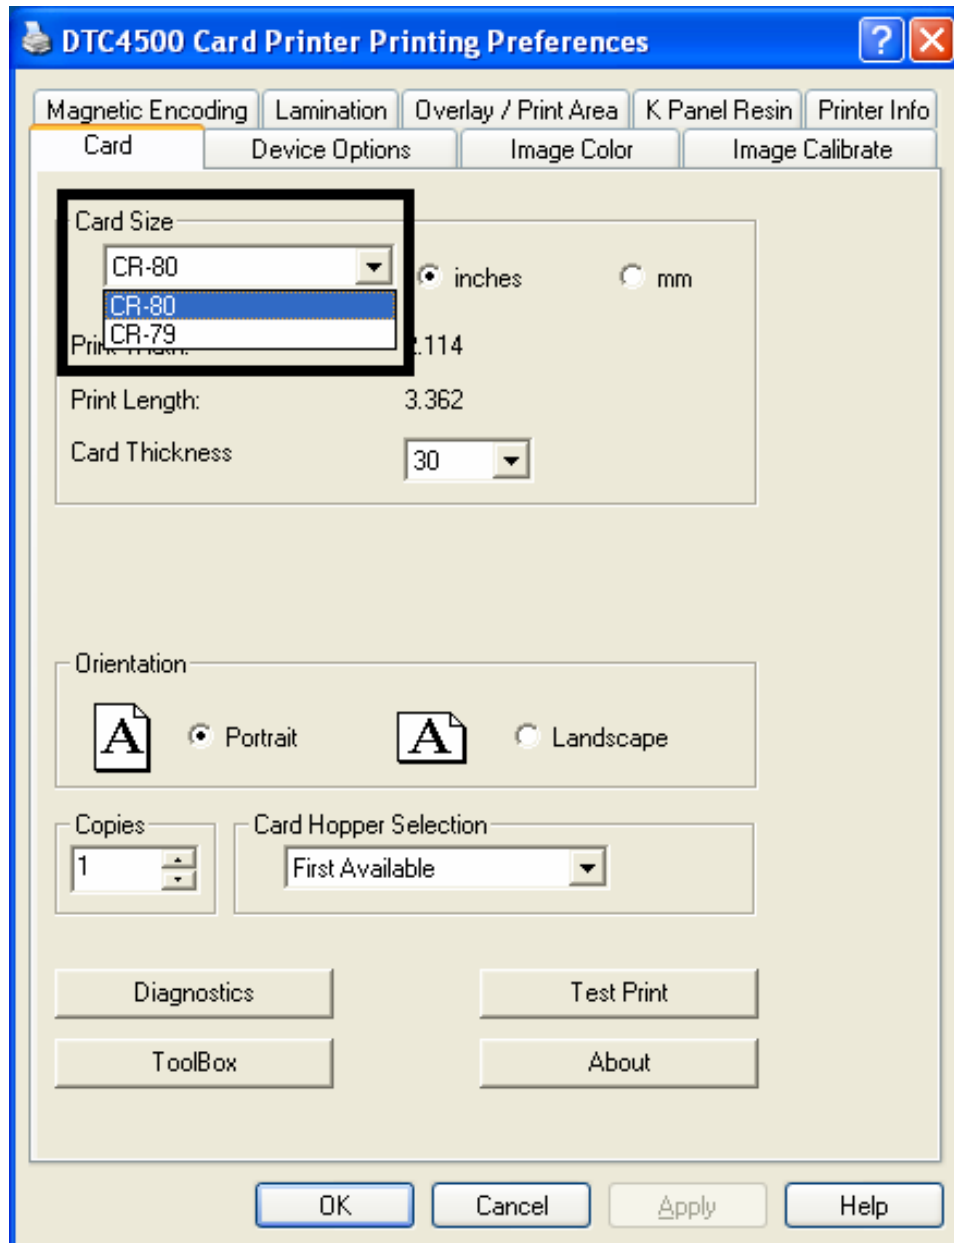 DTC4500 Card Printer Printing Preferences
Magnetic Encoding Lamination Overlay / Print Area K Panel Resin Printer Info
Card Device Options Image Color Image Calibrate
Card Size
CR-80 inches mm
CR-80
CR-79
Print Width: 2.114
Print Length: 3.362
Card Thickness 30
Orientation
A Portrait A Landscape
Copies Card Hopper Selection
1 First Available
Diagnostics Test Print
ToolBox About
OK Cancel Apply Help